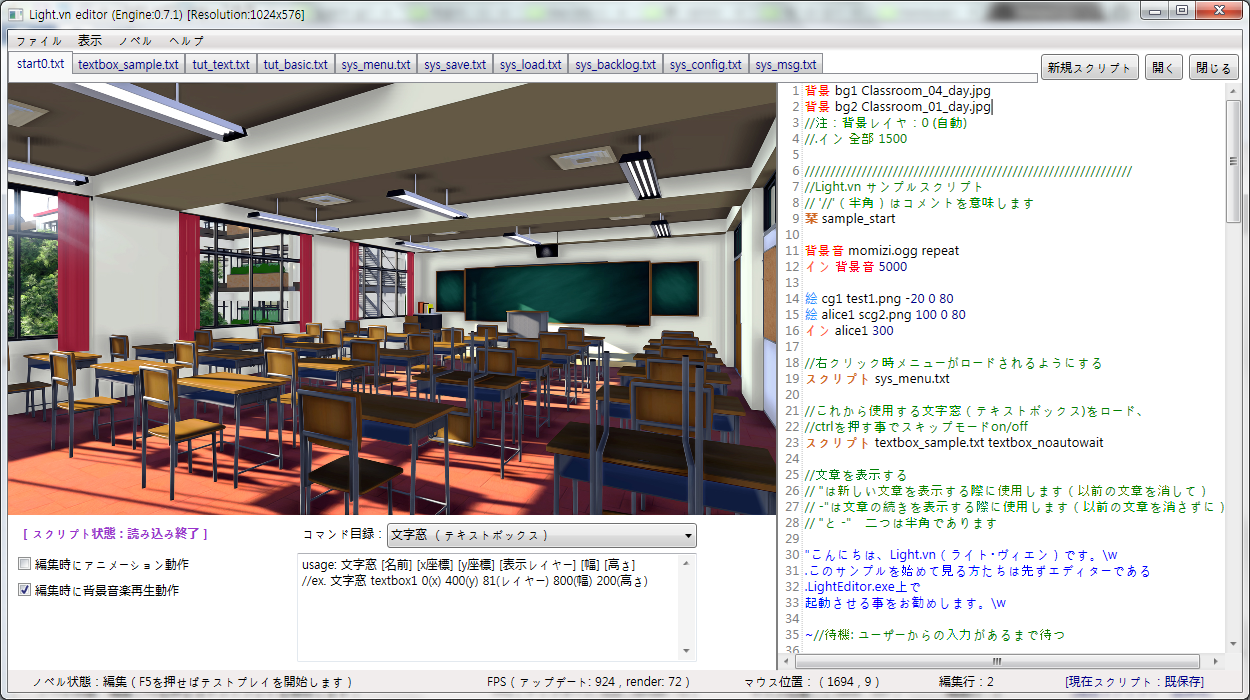 Light.vn editor (Engine:0.7.1) [Resolution:1024x576]
ファイル 表示 ノベル ヘルプ
start0.txt textbox_sample.txt tut_text.txt tut_basic.txt sys_menu.txt sys_save.txt sys_load.txt sys_backlog.txt sys_config.txt sys_msg.txt
新規スクリプト 開く 閉じる
1 背景 bg1 Classroom_04_day.jpg
2 背景 bg2 Classroom_01_day.jpg
3 //注：背景レイヤ：0 (自動)
4 //.イン 全部 1500
5
6 ///////////////////////////////////////////////////////////////
7 //Light.vn サンプルスクリプト
8 // '//'（半角）はコメントを意味します
9 栞 sample_start
10
11 背景音 momizi.ogg repeat
12 イン 背景音 5000
13
14 絵 cg1 test1.png -20 0 80
15 絵 alice1 scg2.png 100 0 80
16 イン alice1 300
17
18 //右クリック時メニューがロードされるようにする
19 スクリプト sys_menu.txt
20
21 //これから使用する文字窓（テキストボックス)をロード、
22 //ctrlを押す事でスキップモードon/off
23 スクリプト textbox_sample.txt textbox_noautowait
24
25 //文章を表示する
26 // "は新しい文章を表示する際に使用します（以前の文章を消して）
27 // -"は文章の続きを表示する際に使用します（以前の文章を消さずに）
28 // "と -"　二つは半角であります
29
30 "こんにちは、Light.vn（ライト･ヴィエン）です。\w
31 .このサンプルを始めて見る方たちは先ずエディターである
32 .LightEditor.exe上で
33 起動させる事をお勧めします。\w
34
35 ~//待機: ユーザーからの入力があるまで待つ
36
[ スクリプト状態：読み込み終了 ]
編集時にアニメーション動作
編集時に背景音楽再生動作
コマンド目録：文字窓 （テキストボックス）
usage: 文字窓 [名前] [x座標] [y座標] [表示レイヤー] [幅] [高さ]
//ex. 文字窓 textbox1 0(x) 400(y) 81(レイヤー) 800(幅) 200(高さ)
ノベル状態：編集（F5を押せばテストプレイを開始します）
FPS（アップデート: 924 , render: 72 ）
マウス位置：（1694 , 9 ）
編集行：2
[現在スクリプト：既保存]